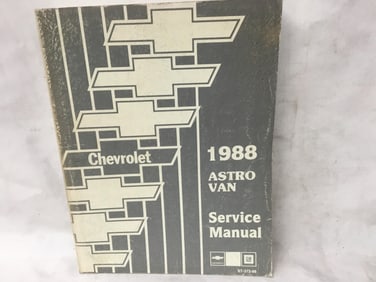 Chevrolet
1988
ASTRO
VAN
Service
Manual